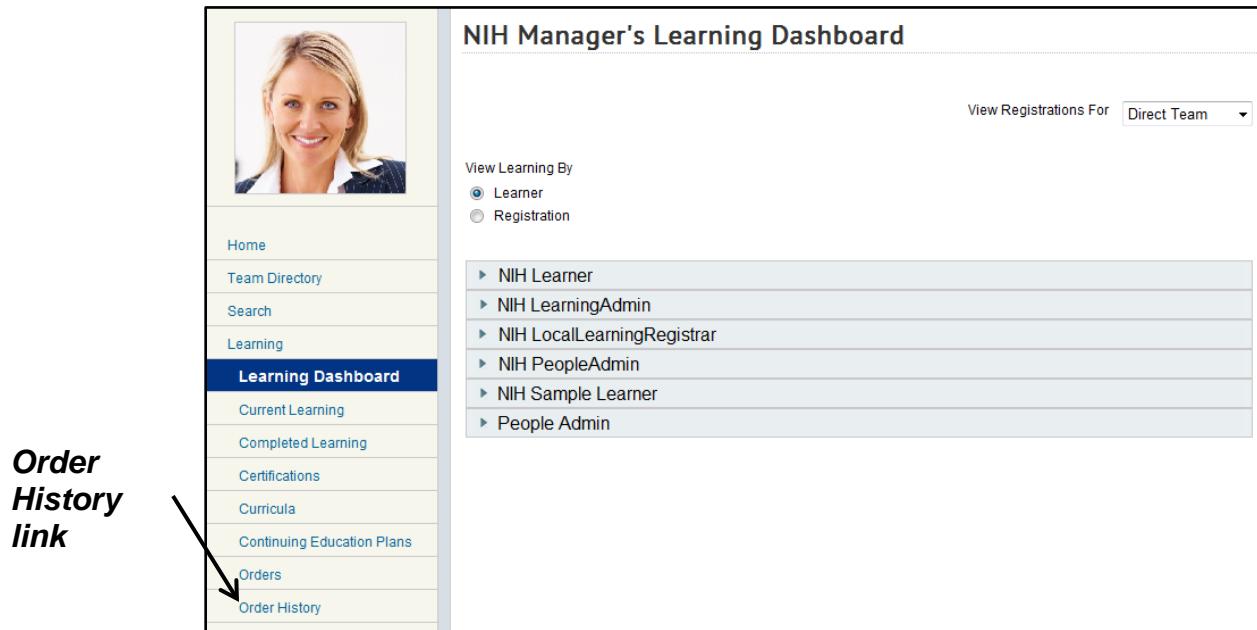 NIH Manager's Learning Dashboard
View Registrations For Direct Team
View Learning By
Learner
Registration
Home
Team Directory
Search
Learning
Learning Dashboard
Current Learning
Completed Learning
Certifications
Curricula
Continuing Education Plans
Orders
Order History
NIH Learner
NIH LearningAdmin
NIH LocalLearningRegistrar
NIH PeopleAdmin
NIH Sample Learner
People Admin
Order
History
link